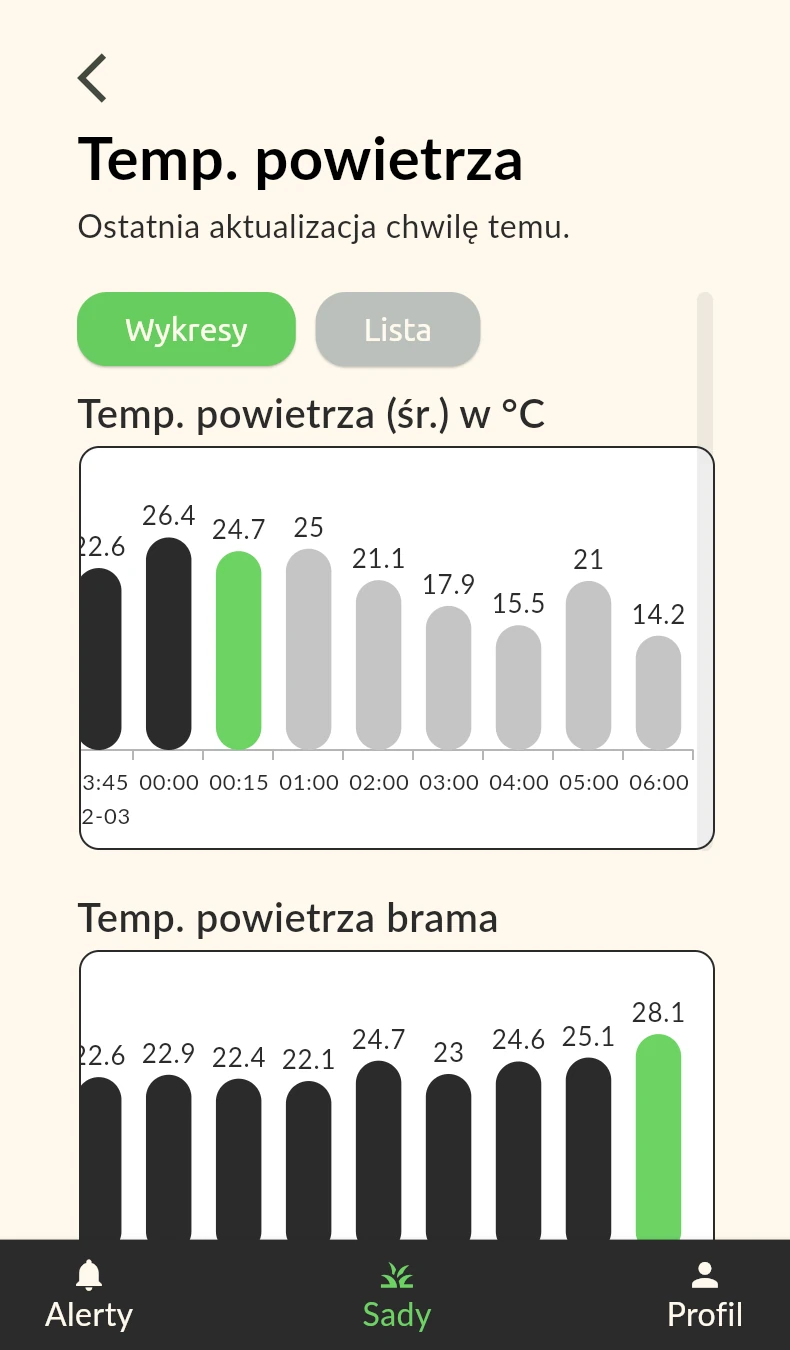 Temp. powietrza
Ostatnia aktualizacja chwilę temu.
Wykresy Lista
Temp. powietrza (śr.) w °C
22.6 26.4 24.7 25 21.1 17.9 15.5 21 14.2
3:45 00:00 00:15 01:00 02:00 03:00 04:00 05:00 06:00
2-03
Temp. powietrza brama
22.6 22.9 22.4 22.1 24.7 23 24.6 25.1 28.1
Alerty Sady Profil